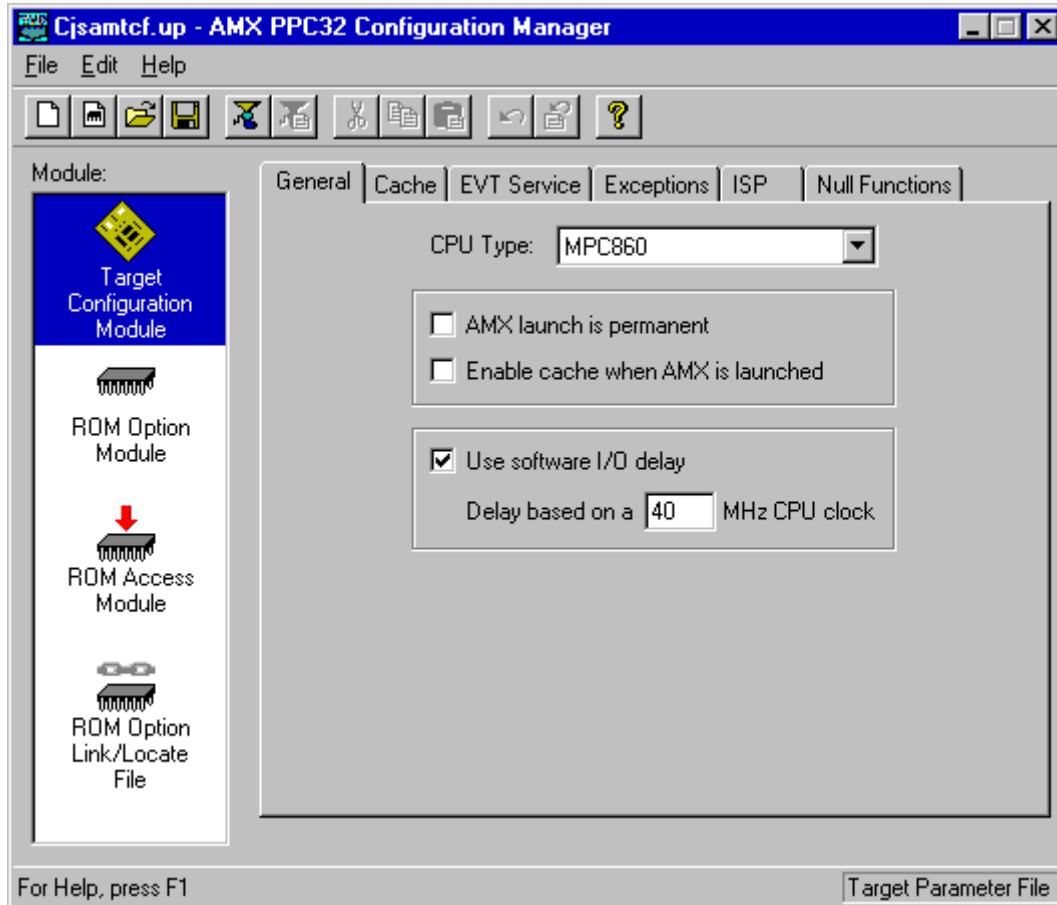 Cjsamtcf.up - AMX PPC32 Configuration Manager
File Edit Help
Module:
Target
Configuration
Module
ROM Option
Module
ROM Access
Module
ROM Option
Link/Locate
File
General Cache EVT Service Exceptions ISP Null Functions
CPU Type: MPC860
AMX launch is permanent
Enable cache when AMX is launched
Use software I/O delay
Delay based on a 40 MHz CPU clock
For Help, press F1
Target Parameter File